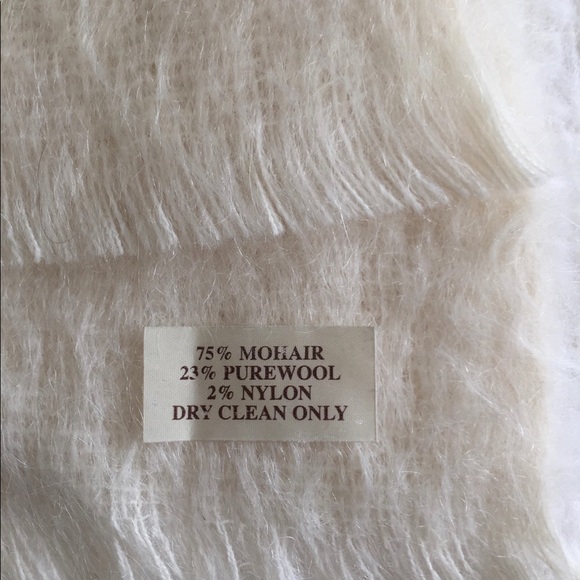 75% MOHAIR
23% PUREWOOL
2% NYLON
DRY CLEAN ONLY